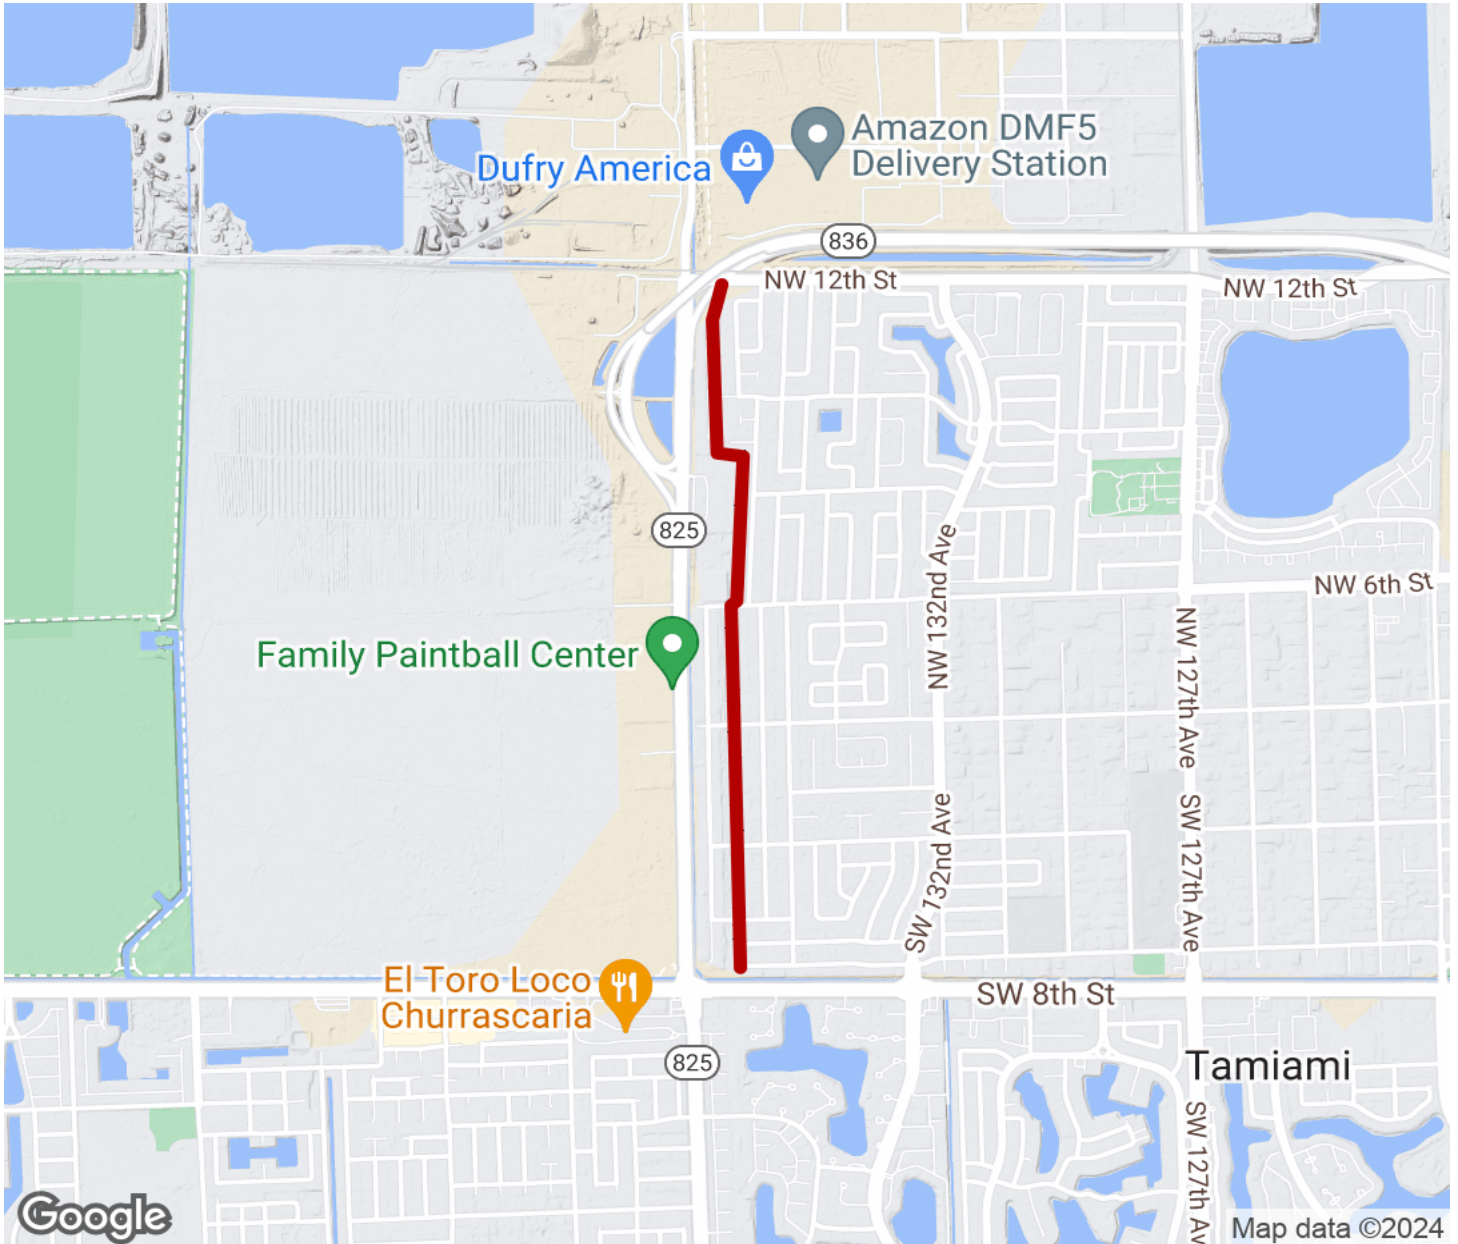 Amazon DMF5
Delivery Station
Dufry America
836
NW 12th St
NW 12th St
825
NW 132nd Ave
NW 6th St
Family Paintball Center
NW 127th Ave
SW 132nd Ave
SW 127th Ave
El Toro Loco
Churrascaria
SW 8th St
825
Tamiami
SW 127th Av
Google
Map data ©2024